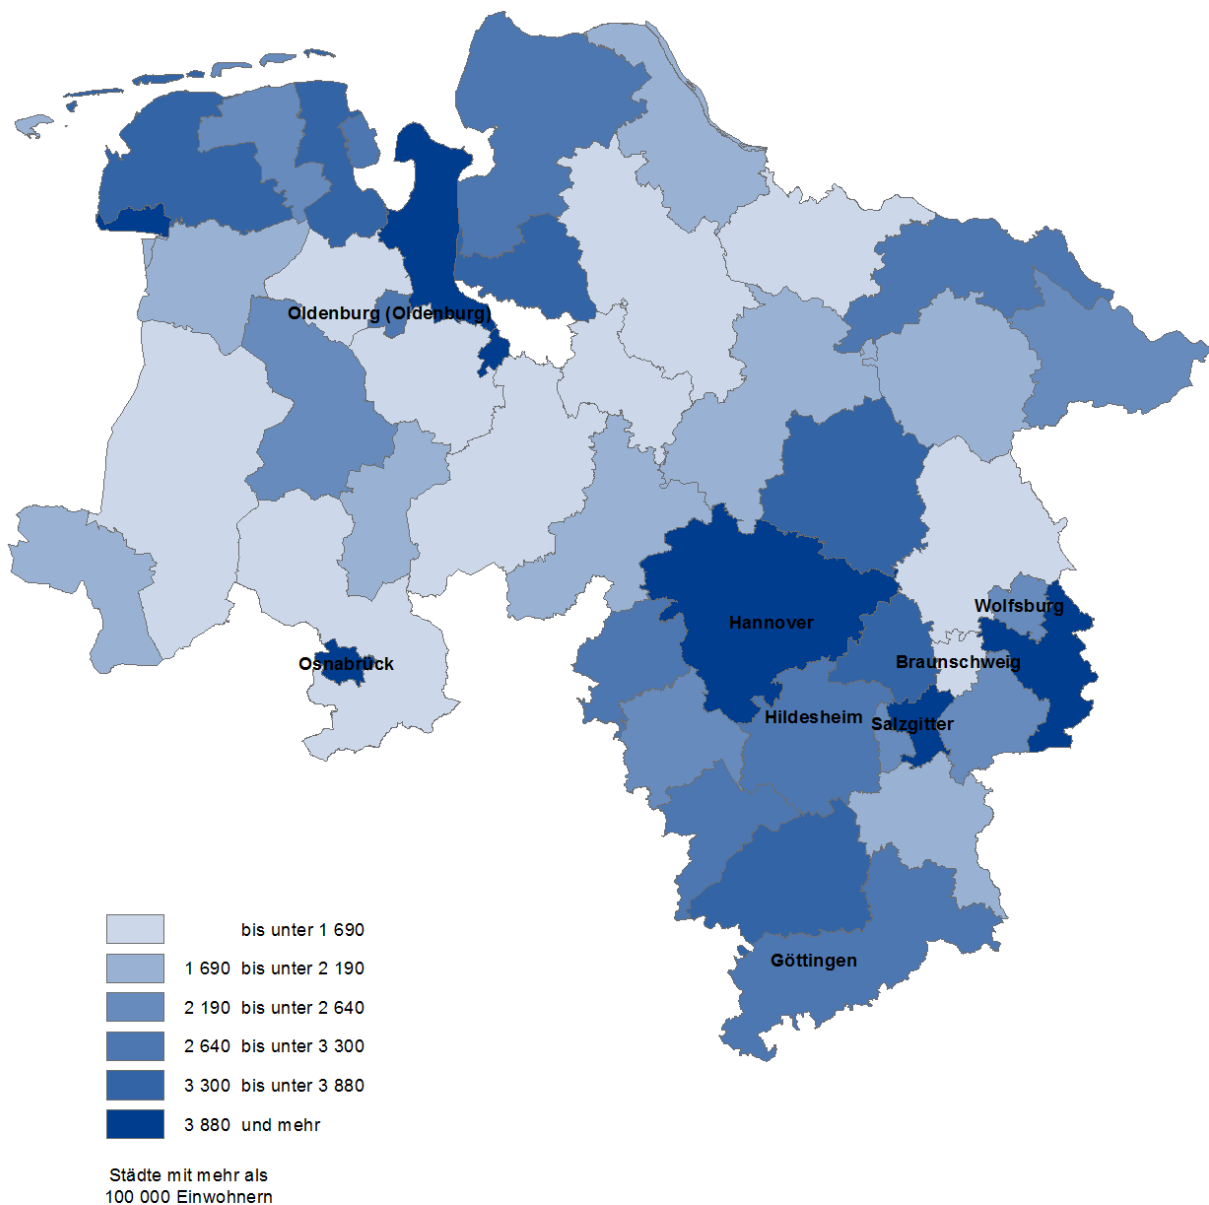 Oldenburg (Oldenburg)
Wolfsburg
Hannover
Osnabrück
Braunschweig
Hildesheim
Salzgitter
Göttingen
bis unter 1 690
1 690 bis unter 2 190
2 190 bis unter 2 640
2 640 bis unter 3 300
3 300 bis unter 3 880
3 880 und mehr
Städte mit mehr als
100 000 Einwohnern